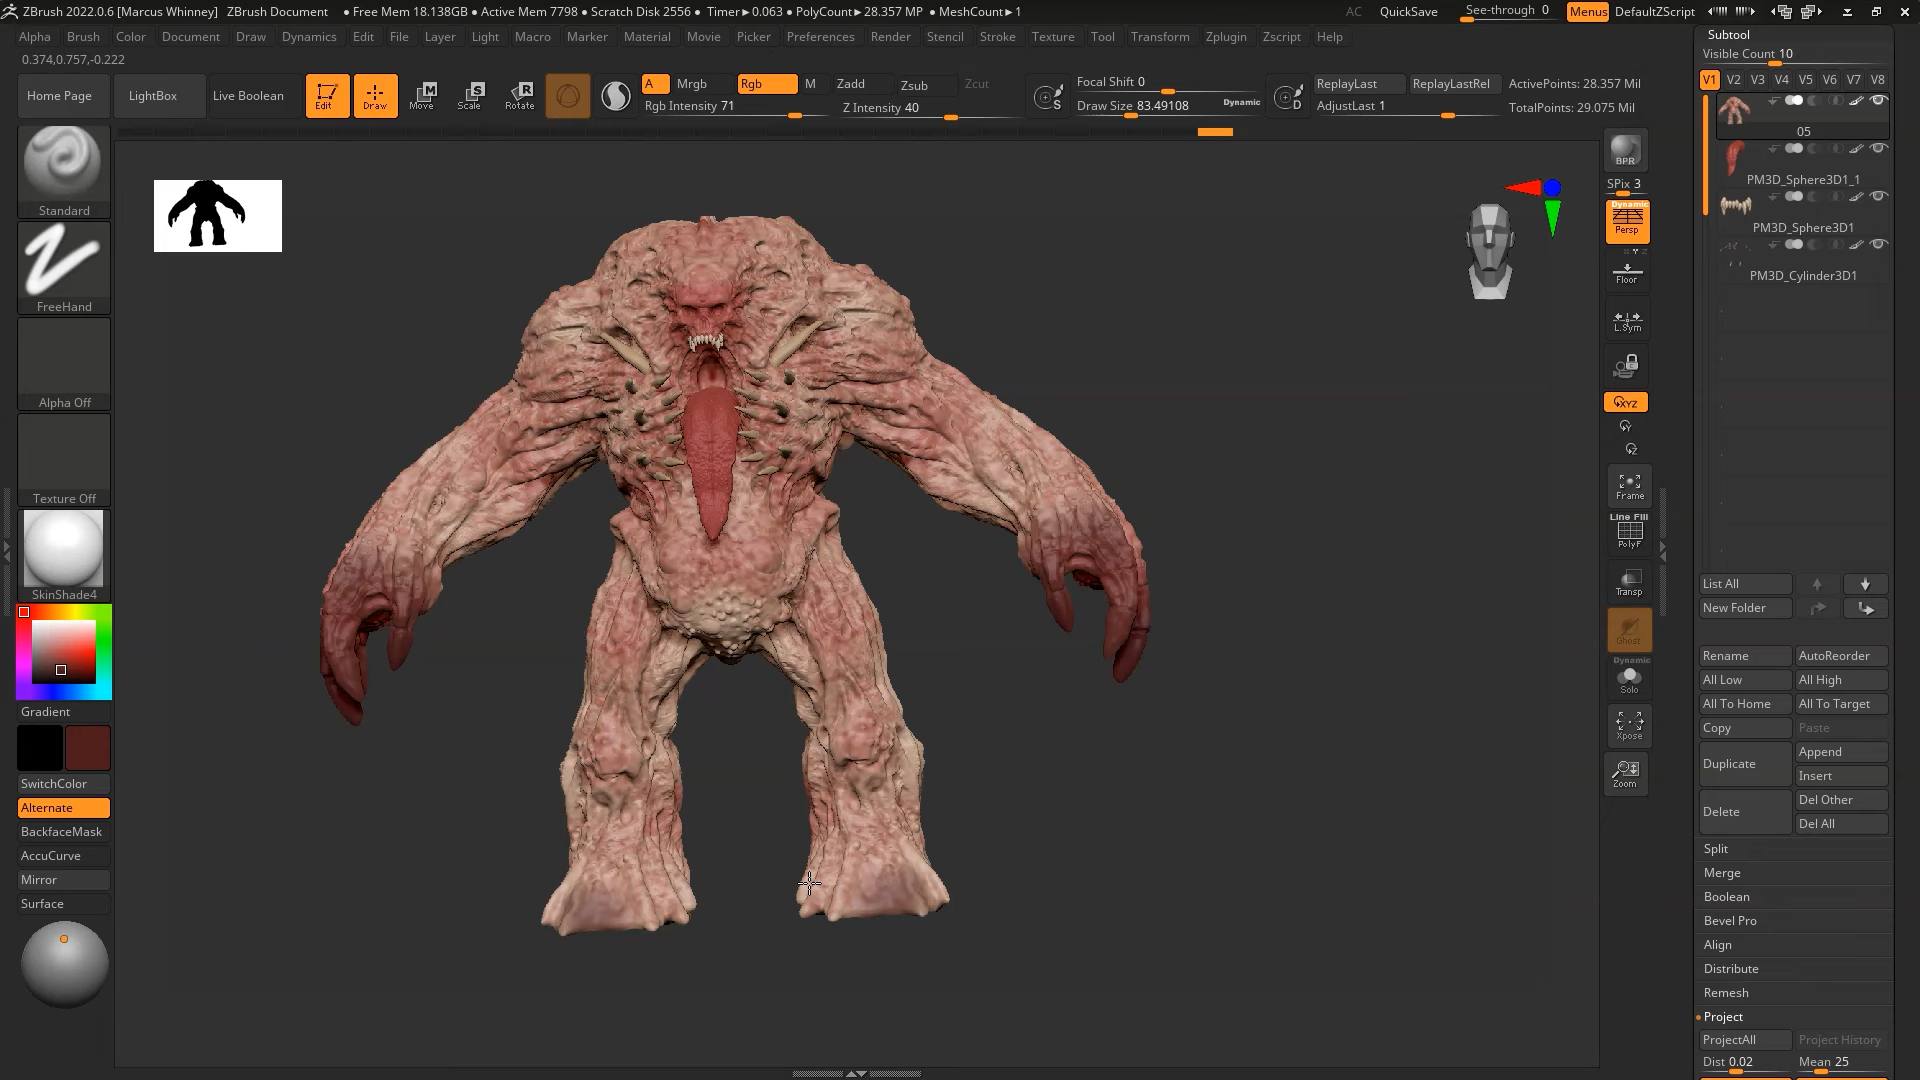 ZBrush 2022.0.6 [Marcus Whinney] ZBrush Document ● Free Mem 18.138GB ● Active Mem 7798 ● Scratch Disk 2556 ● Timer►0.063 ● PolyCount►28.357 MP ● MeshCount►1 AC QuickSave See-through 0 Menus DefaultZScript
Alpha Brush Color Document Draw Dynamics Edit File Layer Light Macro Marker Material Movie Picker Preferences Render Stencil Stroke Texture Tool Transform Zplugin Zscript Help
0.374,0.757,-0.222
Home Page LightBox Live Boolean Edit Draw Move Scale Rotate
M S R
A Mrgb Rgb M Zadd Zsub Zcut
Rgb Intensity 71 Z Intensity 40
S Focal Shift 0
Draw Size 83.49108 Dynamic D
ReplayLast ReplayLastRel ActivePoints: 28.357 Mil
AdjustLast 1 TotalPoints: 29.075 Mil
Standard
FreeHand
Alpha Off
Texture Off
SkinShade4
Gradient
SwitchColor
Alternate
BackfaceMask
AccuCurve
Mirror
Surface
BPR
SPix 3
Dynamic
Persp
Floor
L.Sym
XYZ
Y
Z
Frame
Line Fill
PolyF
Transp
Ghost
Dynamic
Solo
Xpose
Zoom
Subtool
Visible Count 10
V1 V2 V3 V4 V5 V6 V7 V8
05
PM3D_Sphere3D1_1
PM3D_Sphere3D1
PM3D_Cylinder3D1
List All
New Folder
Rename AutoReorder
All Low All High
All To Home All To Target
Copy Paste
Duplicate Append
Insert
Delete Del Other
Del All
Split
Merge
Boolean
Bevel Pro
Align
Distribute
Remesh
Project
ProjectAll Project History
Dist 0.02 Mean 25